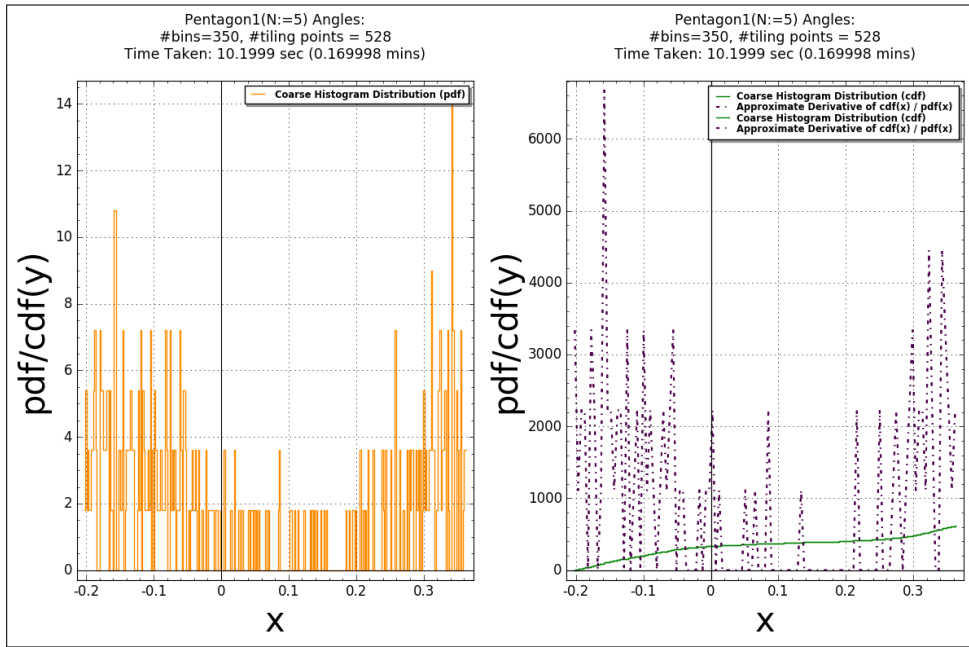 Pentagon1(N:=5) Angles:
#bins=350, #tiling points = 528
Time Taken: 10.1999 sec (0.169998 mins)
Coarse Histogram Distribution (pdf)
14
12
10
8
6
4
2
0
-0.2
-0.1
0
0.1
0.2
0.3
pdf/cdf(y)
x
Pentagon1(N:=5) Angles:
#bins=350, #tiling points = 528
Time Taken: 10.1999 sec (0.169998 mins)
Coarse Histogram Distribution (cdf)
Approximate Derivative of cdf(x) / pdf(x)
Coarse Histogram Distribution (cdf)
Approximate Derivative of cdf(x) / pdf(x)
6000
5000
4000
3000
2000
1000
0
-0.2
-0.1
0
0.1
0.2
0.3
pdf/cdf(y)
x